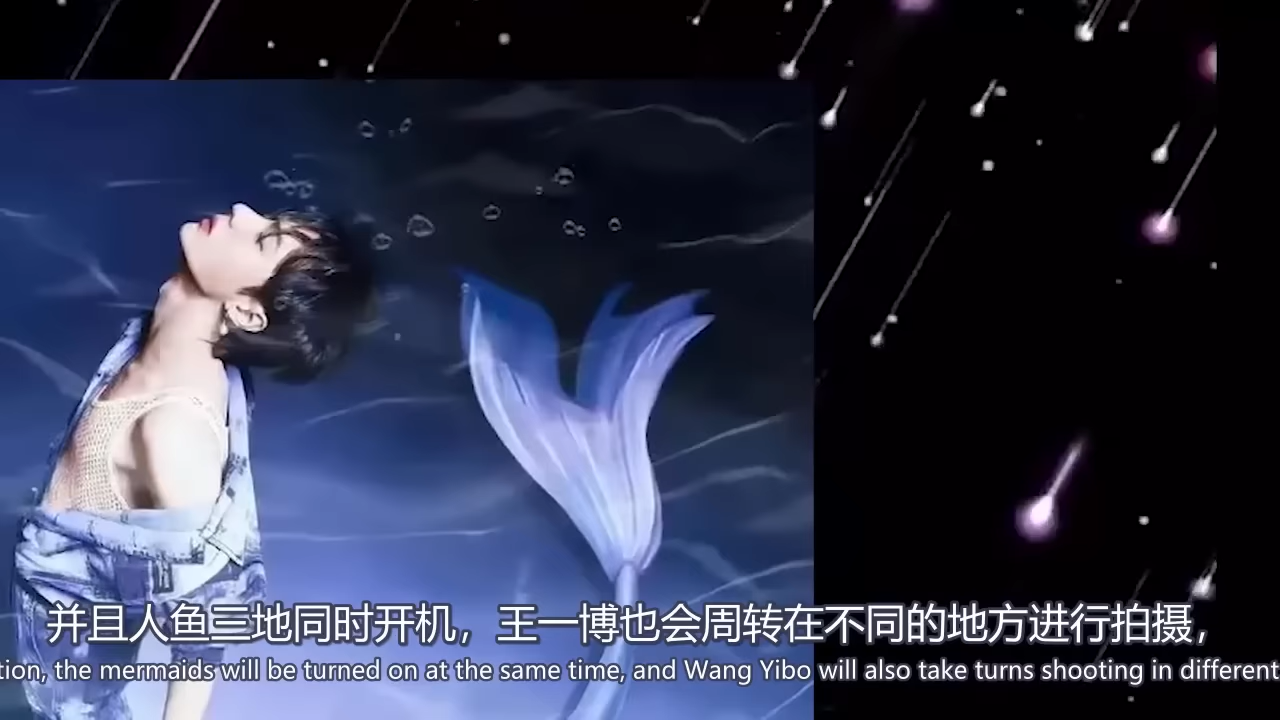 并且人鱼三地同时开机，王一博也会周转在不同的地方进行拍摄，
tion, the mermaids will be turned on at the same time, and Wang Yibo will also take turns shooting in different